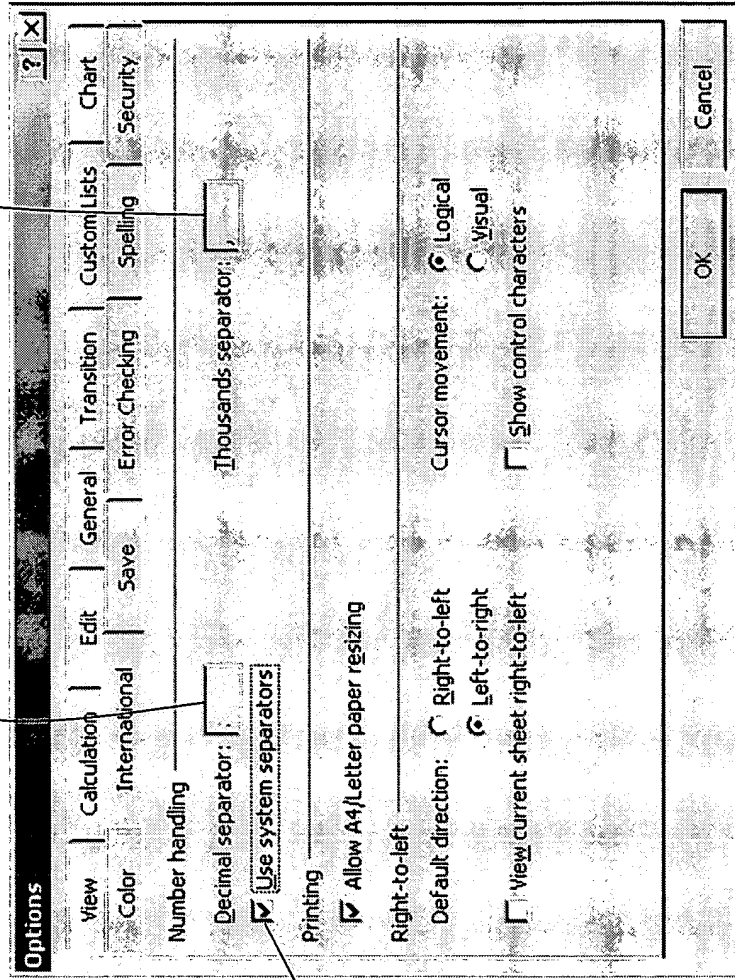 Options ? ×
View Calculation Edit General Transition Custom Lists Chart
Color International Save Error Checking Spelling Security
Number handling
Decimal separator: . Thousands separator: ,
Use system separators
Printing
Allow A4/Letter paper resizing
Right-to-left
Default direction: Right-to-left Cursor movement: Logical
Left-to-right Visual
View current sheet right-to-left Show control characters
OK Cancel